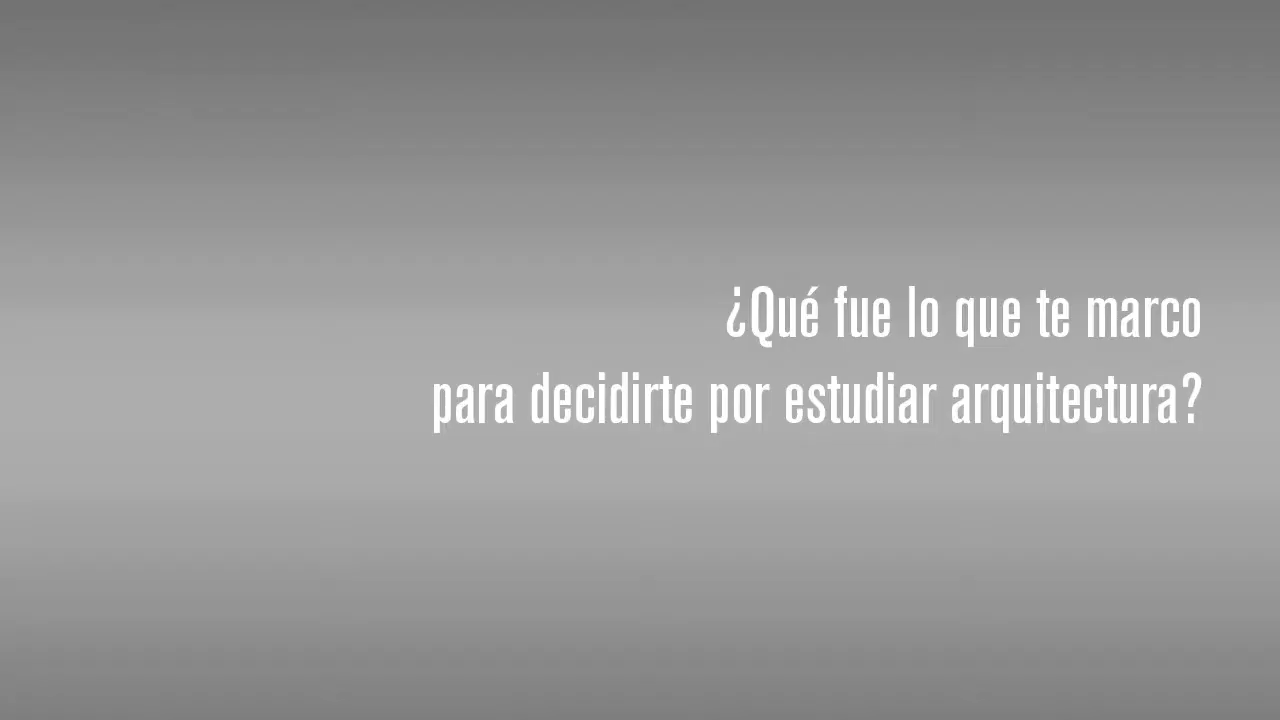 ¿Qué fue lo que te marco
para decidirte por estudiar arquitectura?